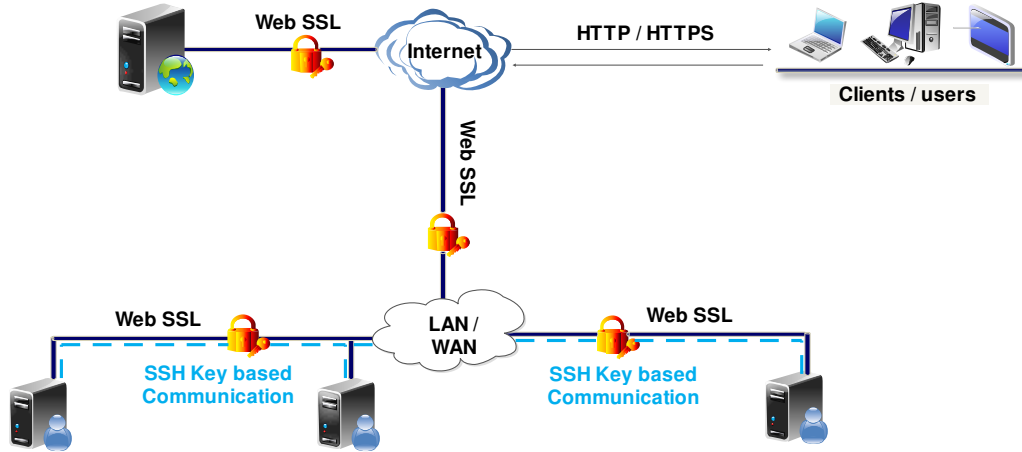 Web SSL
Internet
HTTP / HTTPS
Clients / users
Web SSL
LAN /
WAN
Web SSL
Web SSL
SSH Key based
Communication
SSH Key based
Communication